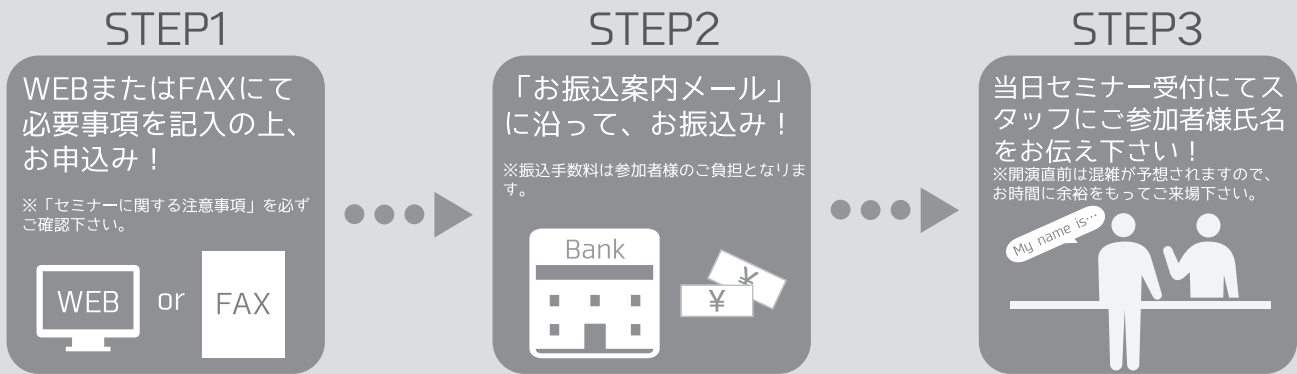 STEP1
WEBまたはFAXにて
必要事項を記入の上、
お申込み！
※「セミナーに関する注意事項」を必ず
ご確認下さい。
WEB
or
FAX
STEP2
「お振込案内メール」
に沿って、お振込み！
※振込手数料は参加者様のご負担となりま
す。
Bank
¥
¥
STEP3
当日セミナー受付にてス
タッフにご参加者様氏名
をお伝え下さい！
※開演直前は混雑が予想されますので、
お時間に余裕をもってご来場下さい。
My name is…